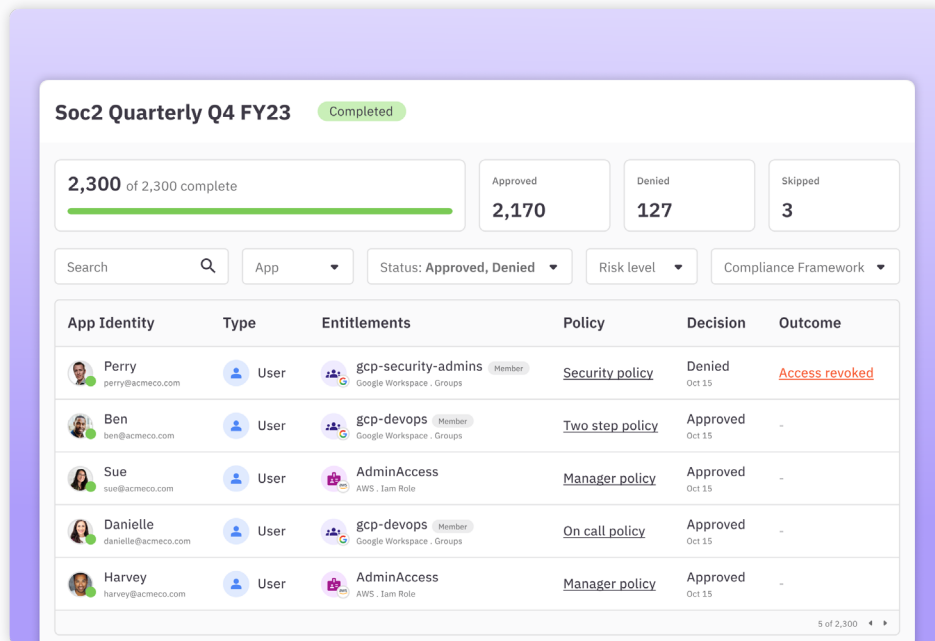 Soc2 Quarterly Q4 FY23 Completed
2,300 of 2,300 complete
Approved
2,170
Denied
127
Skipped
3
Search App Status: Approved, Denied Risk level Compliance Framework
App Identity Type Entitlements Policy Decision Outcome
Perry
perry@acmeco.com
User
gcp-security-admins Member
Google Workspace . Groups
Security policy
Denied
Oct 15
Access revoked
Ben
ben@acmeco.com
User
gcp-devops Member
Google Workspace . Groups
Two step policy
Approved
Oct 15
-
Sue
sue@acmeco.com
User
AdminAccess
AWS . Iam Role
Manager policy
Approved
Oct 15
-
Danielle
danielle@acmeco.com
User
gcp-devops Member
Google Workspace . Groups
On call policy
Approved
Oct 15
-
Harvey
harvey@acmeco.com
User
AdminAccess
AWS . Iam Role
Manager policy
Approved
Oct 15
-
5 of 2,300